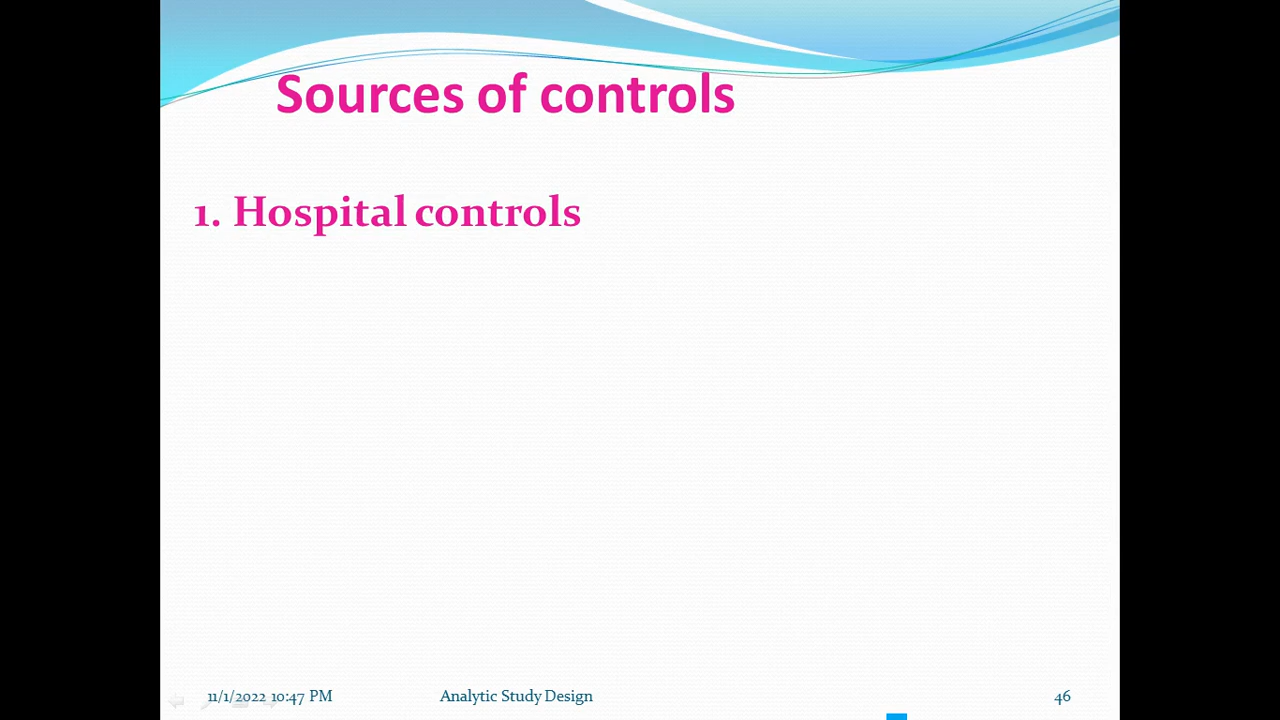 Sources of controls
1. Hospital controls
11/1/2022 10:47 PM
Analytic Study Design
46